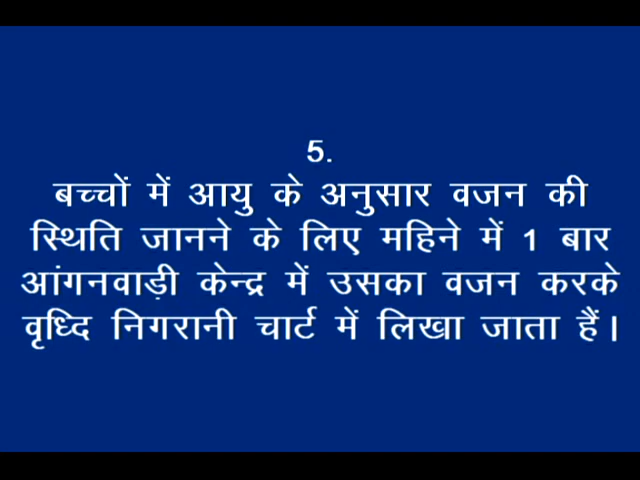 5.
बच्चों में आयु के अनुसार वजन की
स्थिति जानने के लिए महिने में 1 बार
आंगनवाड़ी केन्द्र में उसका वजन करके
वृध्दि निगरानी चार्ट में लिखा जाता हैं।